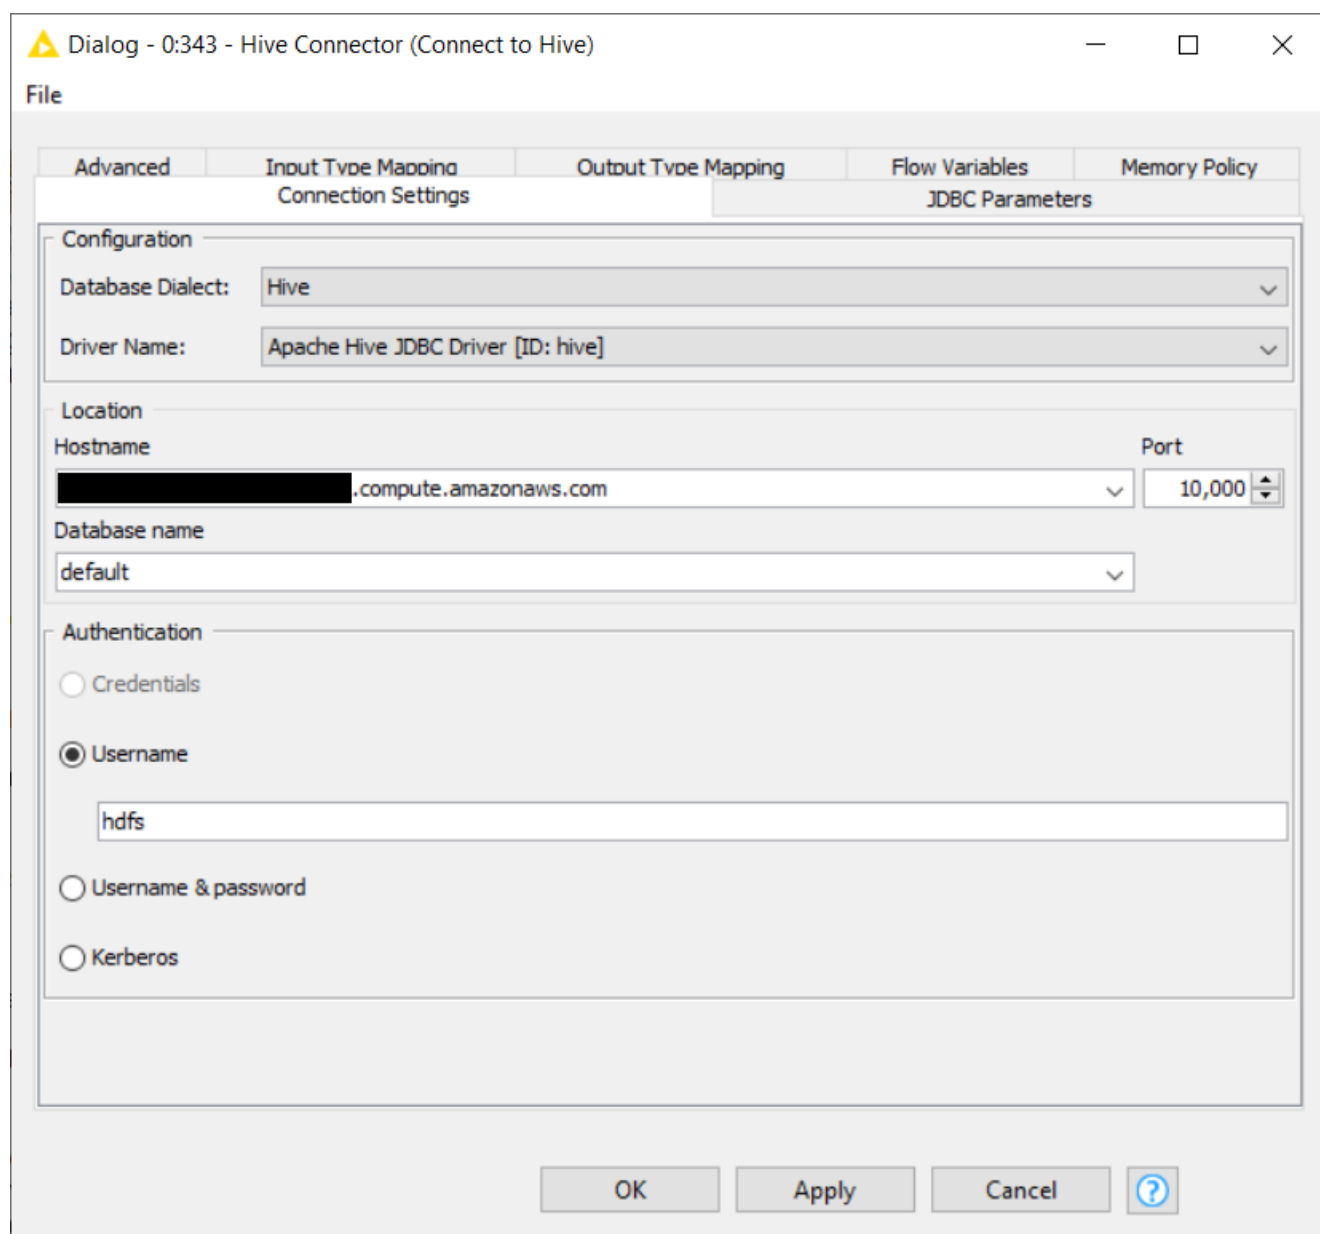 Dialog - 0:343 - Hive Connector (Connect to Hive)
File
Advanced Input Type Mapping Output Type Mapping Flow Variables Memory Policy
Connection Settings JDBC Parameters
Configuration
Database Dialect: Hive
Driver Name: Apache Hive JDBC Driver [ID: hive]
Location
Hostname Port
.compute.amazonaws.com 10,000
Database name
default
Authentication
Credentials
Username
hdfs
Username & password
Kerberos
OK Apply Cancel ?